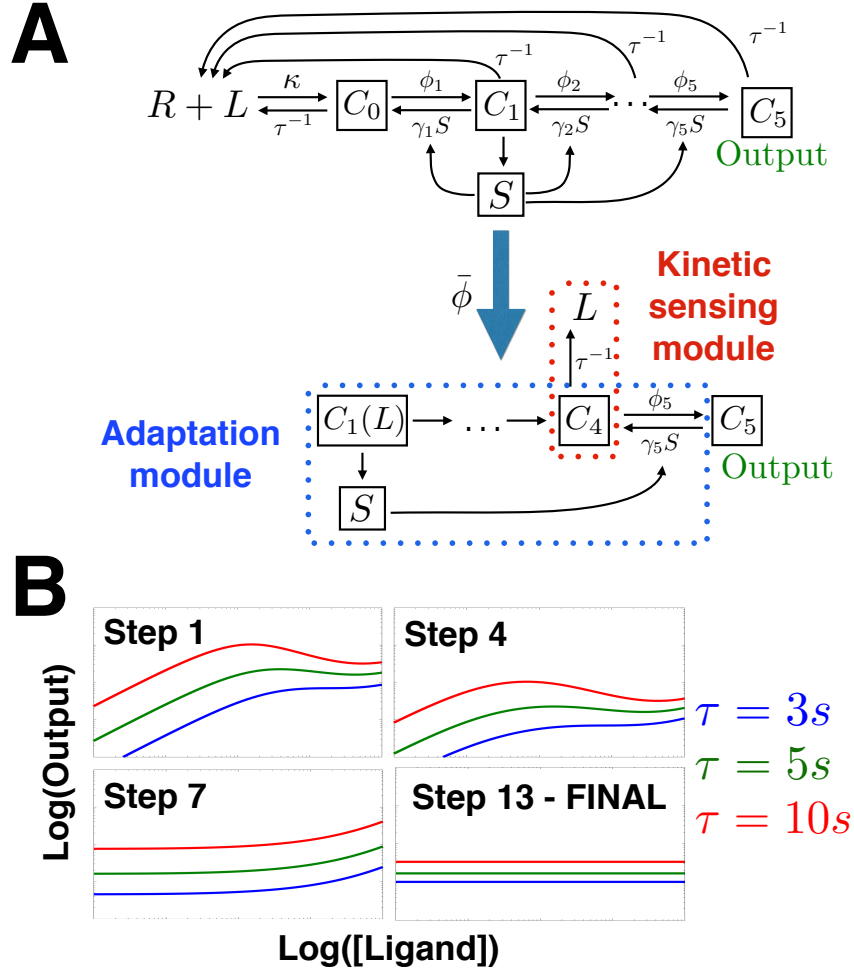 A
τ⁻¹
τ⁻¹
τ⁻¹
R + L
κ
τ⁻¹
C₀
ϕ₁
γ₁S
C₁
ϕ₂
γ₂S
...
ϕ₅
γ₅S
C₅
Output
S
ϕ̄
Kinetic
sensing
module
L
τ⁻¹
Adaptation
module
C₁(L)
...
C₄
ϕ₅
γ₅S
C₅
Output
S
B
Step 1
Step 4
Step 7
Step 13 - FINAL
Log(Output)
Log([Ligand])
τ = 3s
τ = 5s
τ = 10s